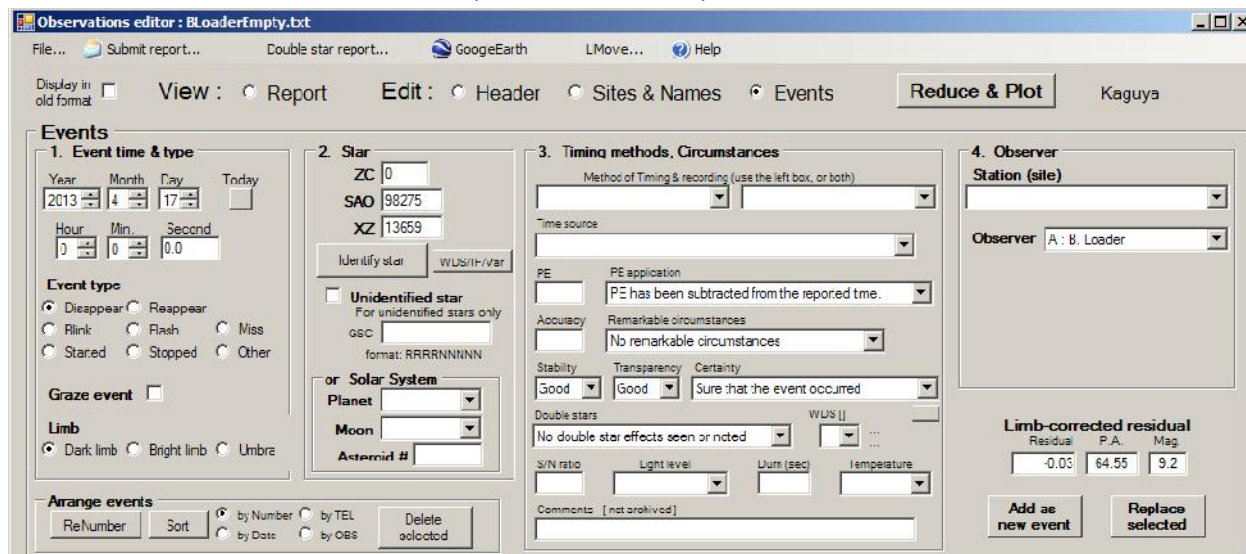 Observations editor : BLoaderEmpty.txt
File... Submit report... Double star report... GoogeEarth LMove... Help
Display in old format View : Report Edit : Header Sites & Names Events Reduce & Plot Kaguya
Events
1. Event time & type
Year Month Day Today
2013 4 17
Hour Min. Second
0 0 0.0
Event type
Disappear Reappear
Blink Flash Miss
Started Stopped Other
Graze event
Limb
Dark limb Bright limb Umbra
Arrange events
ReNumber Sort by Number by TEL by Date by OBS Delete selected
2. Star
ZC 0
SAO 98275
XZ 13659
Identify star WDS/IF/Var
Unidentified star
For unidentified stars only
GSC
format: RRRRNNNNN
or Solar System
Planet
Moon
Asteroid #
3. Timing methods, Circumstances
Method of Timing & recording (use the left box, or both)
Time source
PE PE application
PE has been subtracted from the reported time.
Accuracy Remarkable circumstances
No remarkable circumstances
Stability Transparency Certainty
Good Good Sure that the event occurred
Double stars WDS []
No double star effects seen or noted ...
...
S/N ratio Light level Durn (sec) Temperature
Comments [ not archived ]
4. Observer
Station (site)
Observer A : B. Loader
Limb-corrected residual
Residual P.A. Mag.
-0.03 64.55 9.2
Add as new event Replace selected